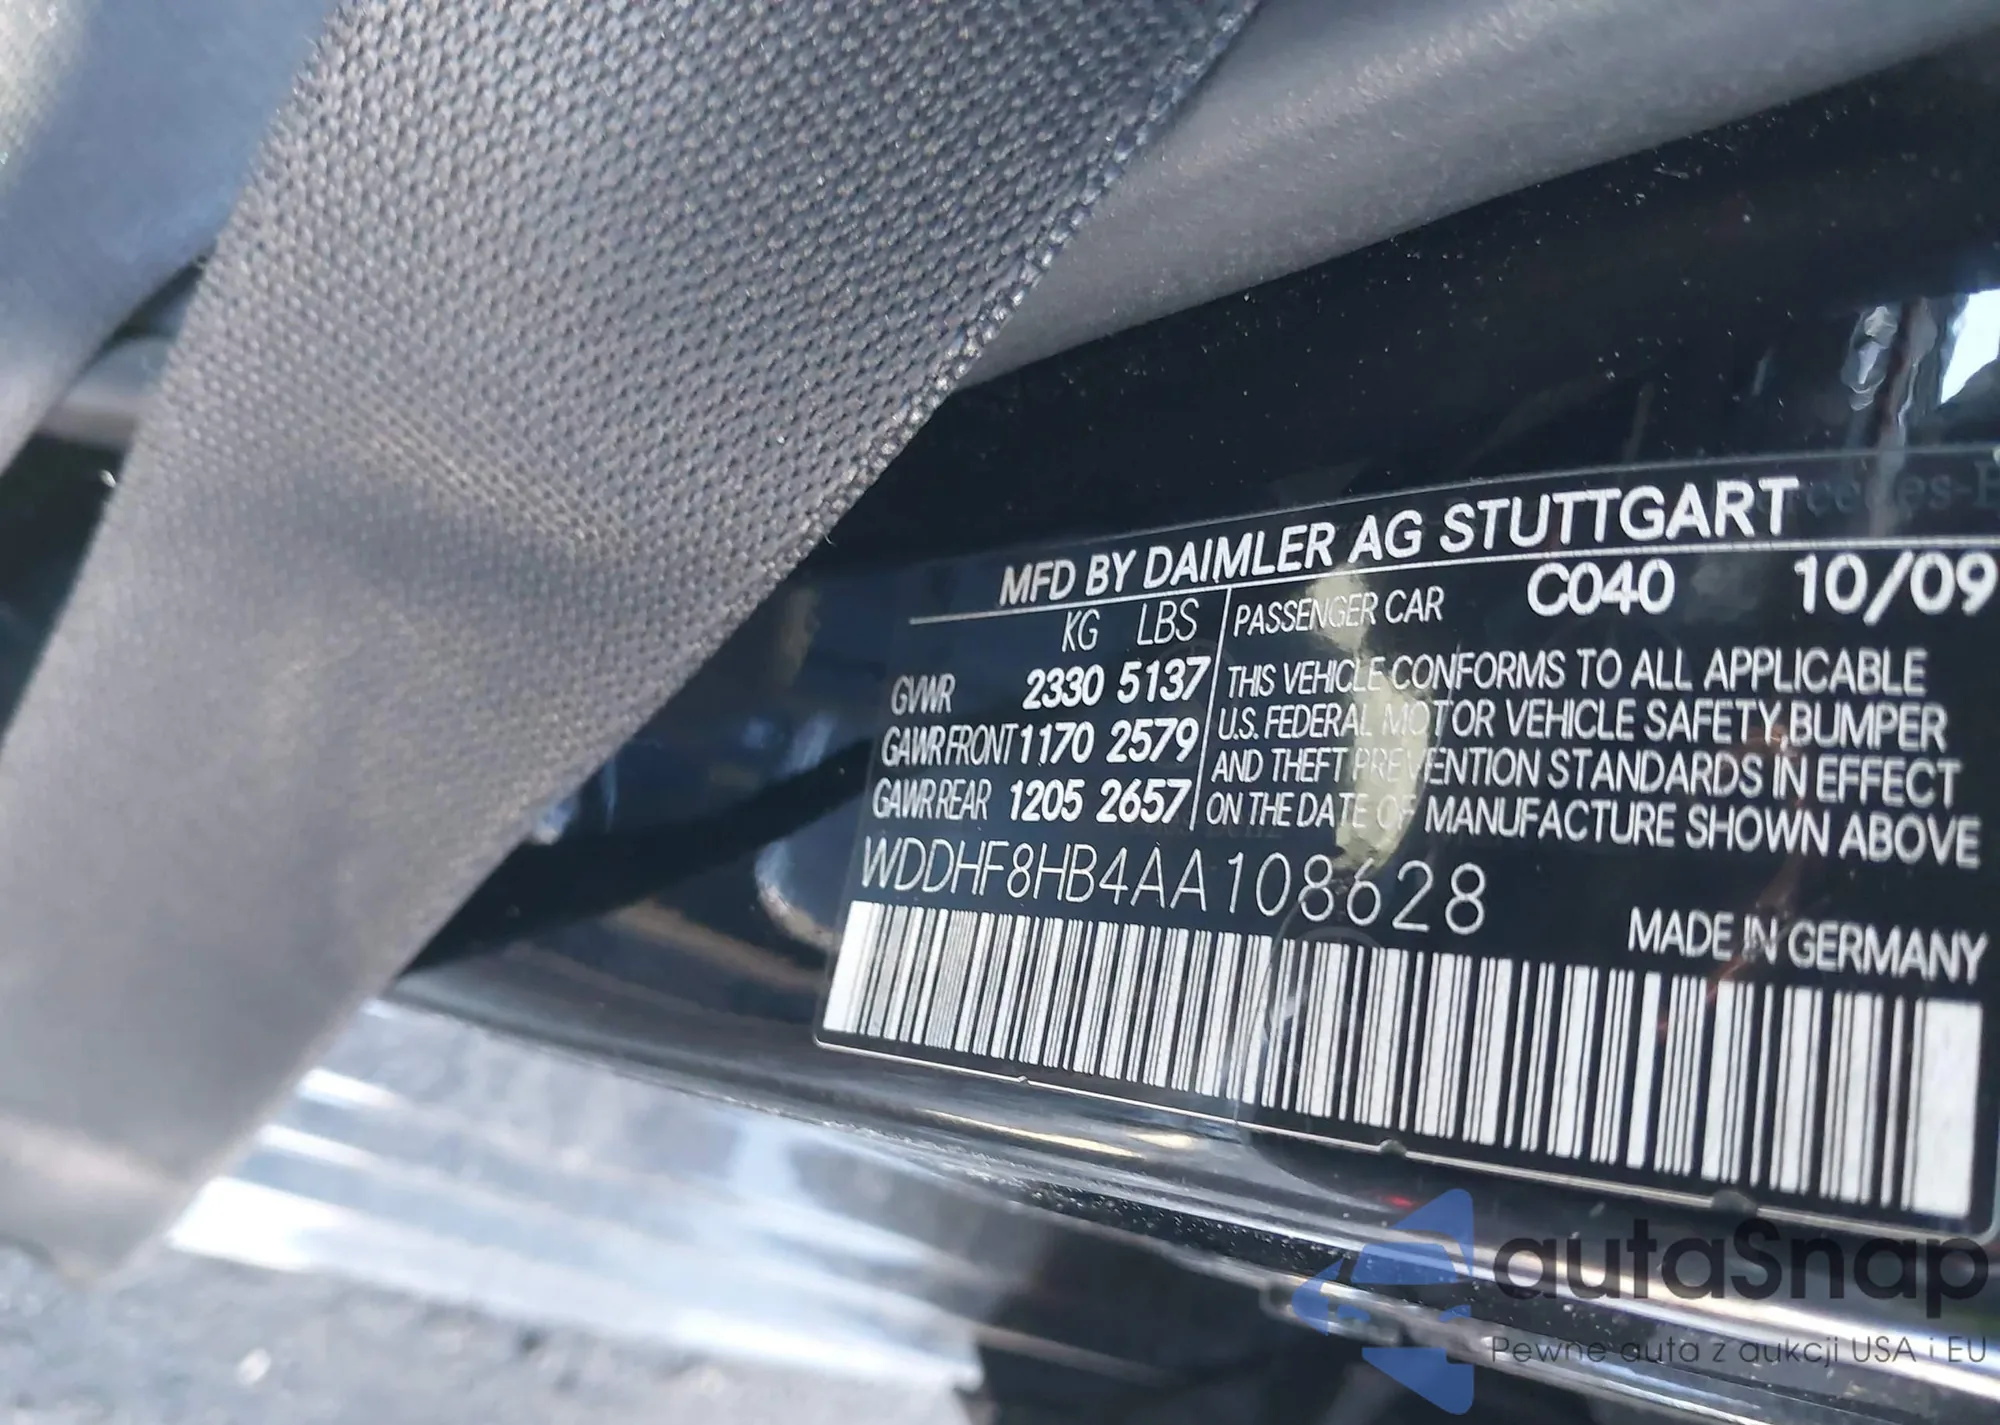 MFD BY DAIMLER AG STUTTGART
KG LBS
PASSENGER CAR C040 10/09
GVWR 2330 5137
GAWR FRONT 1170 2579
GAWR REAR 1205 2657
THIS VEHICLE CONFORMS TO ALL APPLICABLE
U.S. FEDERAL MOTOR VEHICLE SAFETY, BUMPER
AND THEFT PREVENTION STANDARDS IN EFFECT
ON THE DATE OF MANUFACTURE SHOWN ABOVE
WDDHF8HB4AA108628
MADE IN GERMANY
autaSnap
Pewne auta z aukcji USA i EU